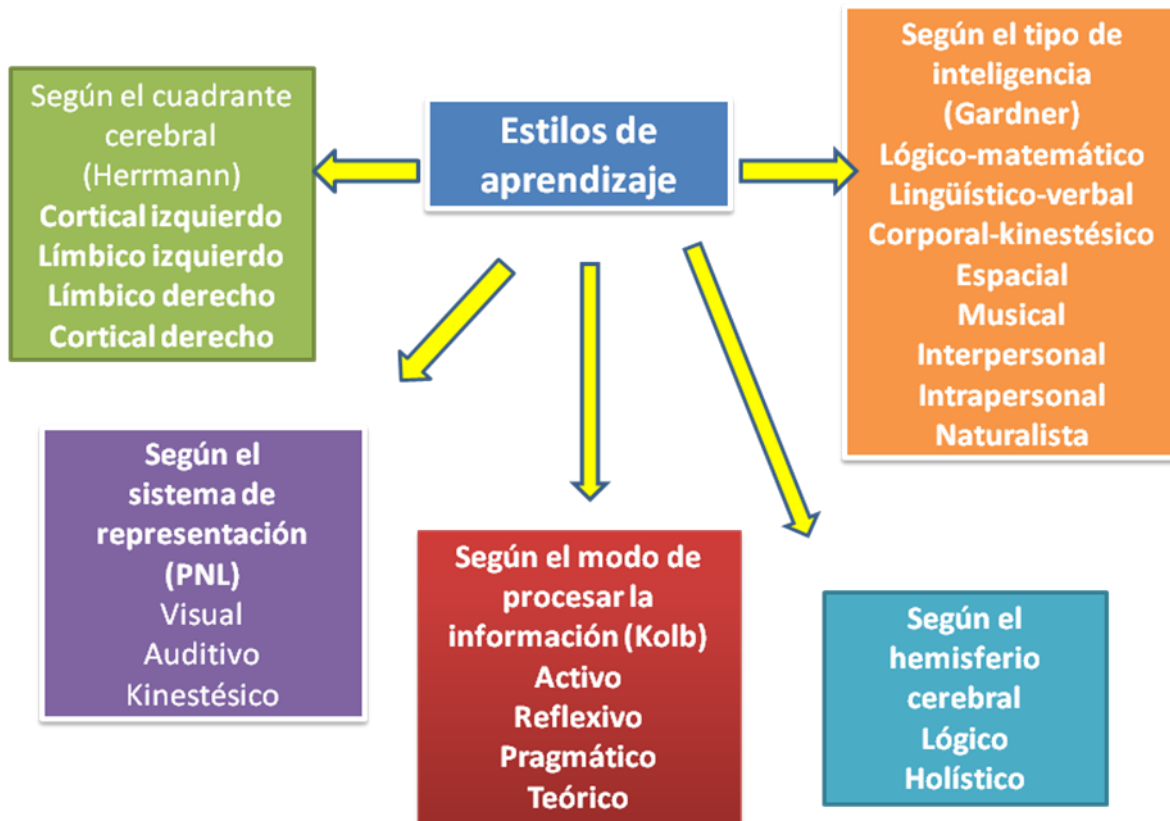 Estilos de
aprendizaje
Según el cuadrante
cerebral
(Herrmann)
Cortical izquierdo
Límbico izquierdo
Límbico derecho
Cortical derecho
Según el tipo de
inteligencia
(Gardner)
Lógico-matemático
Lingüístico-verbal
Corporal-kinestésico
Espacial
Musical
Interpersonal
Intrapersonal
Naturalista
Según el
sistema de
representación
(PNL)
Visual
Auditivo
Kinestésico
Según el modo de
procesar la
información (Kolb)
Activo
Reflexivo
Pragmático
Teórico
Según el
hemisferio
cerebral
Lógico
Holístico